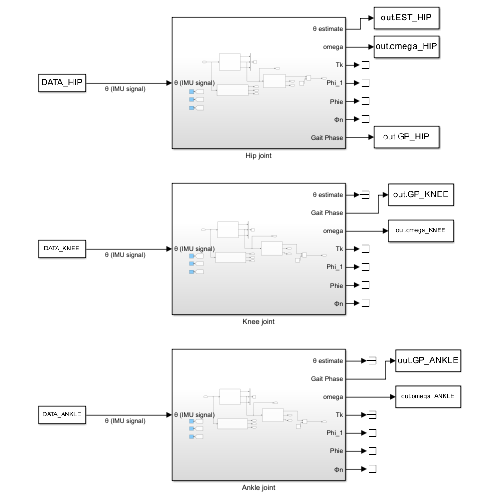 θ estimate
out.EST_HIP
omega
out.omega_HIP
Tk
DATA_HIP
θ (IMU signal)
θ (IMU signal)
Phi_1
Phie
Φn
Gait Phase
out.GP_HIP
Hip joint
θ estimate
out.GP_KNEE
Gait Phase
omega
out.omega_KNEE
DATA_KNEE
θ (IMU signal)
θ (IMU signal)
Tk
Phi_1
Phie
Φn
Knee joint
θ estimate
out.GP_ANKLE
Gait Phase
omega
out.omega_ANKLE
DATA_ANKLE
θ (IMU signal)
θ (IMU signal)
Tk
Phi_1
Phie
Φn
Ankle joint